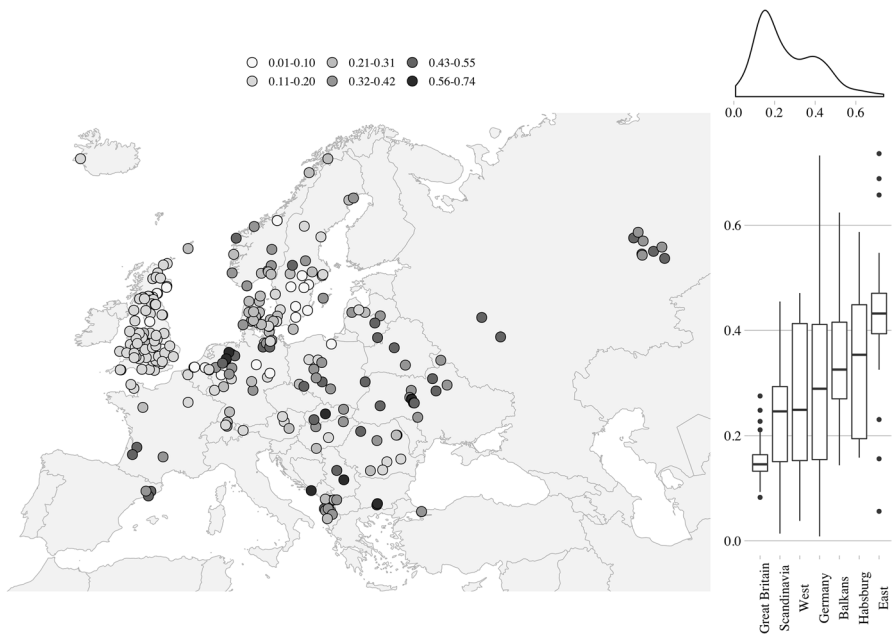 0.01-0.10 0.21-0.31 0.43-0.55
0.11-0.20 0.32-0.42 0.56-0.74
0.0 0.2 0.4 0.6
0.6
0.4
0.2
0.0
Great Britain
Scandinavia
West
Germany
Balkans
Habsburg
East